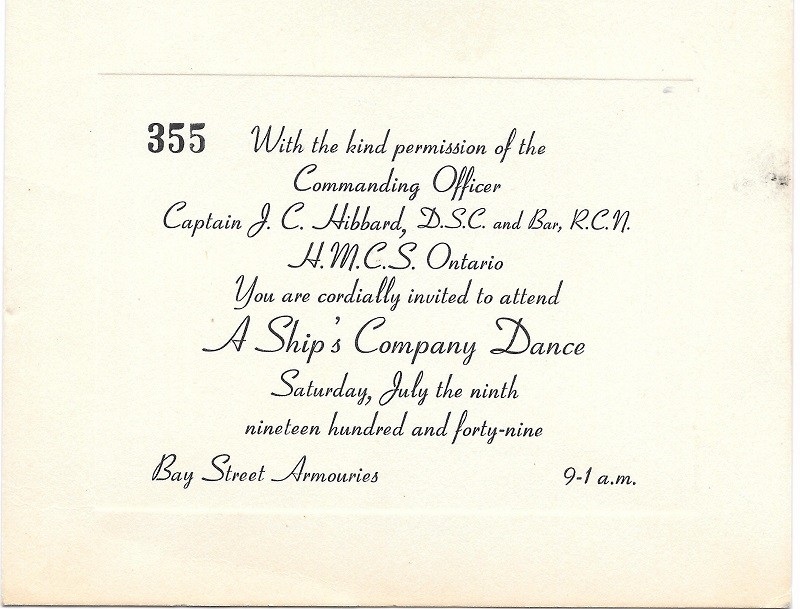 355 With the kind permission of the
Commanding Officer
Captain J. C. Hibbard, D.S.C. and Bar, R.C.N.
H.M.C.S. Ontario
You are cordially invited to attend
A Ship's Company Dance
Saturday, July the ninth
nineteen hundred and forty-nine
Bay Street Armouries 9-1 a.m.